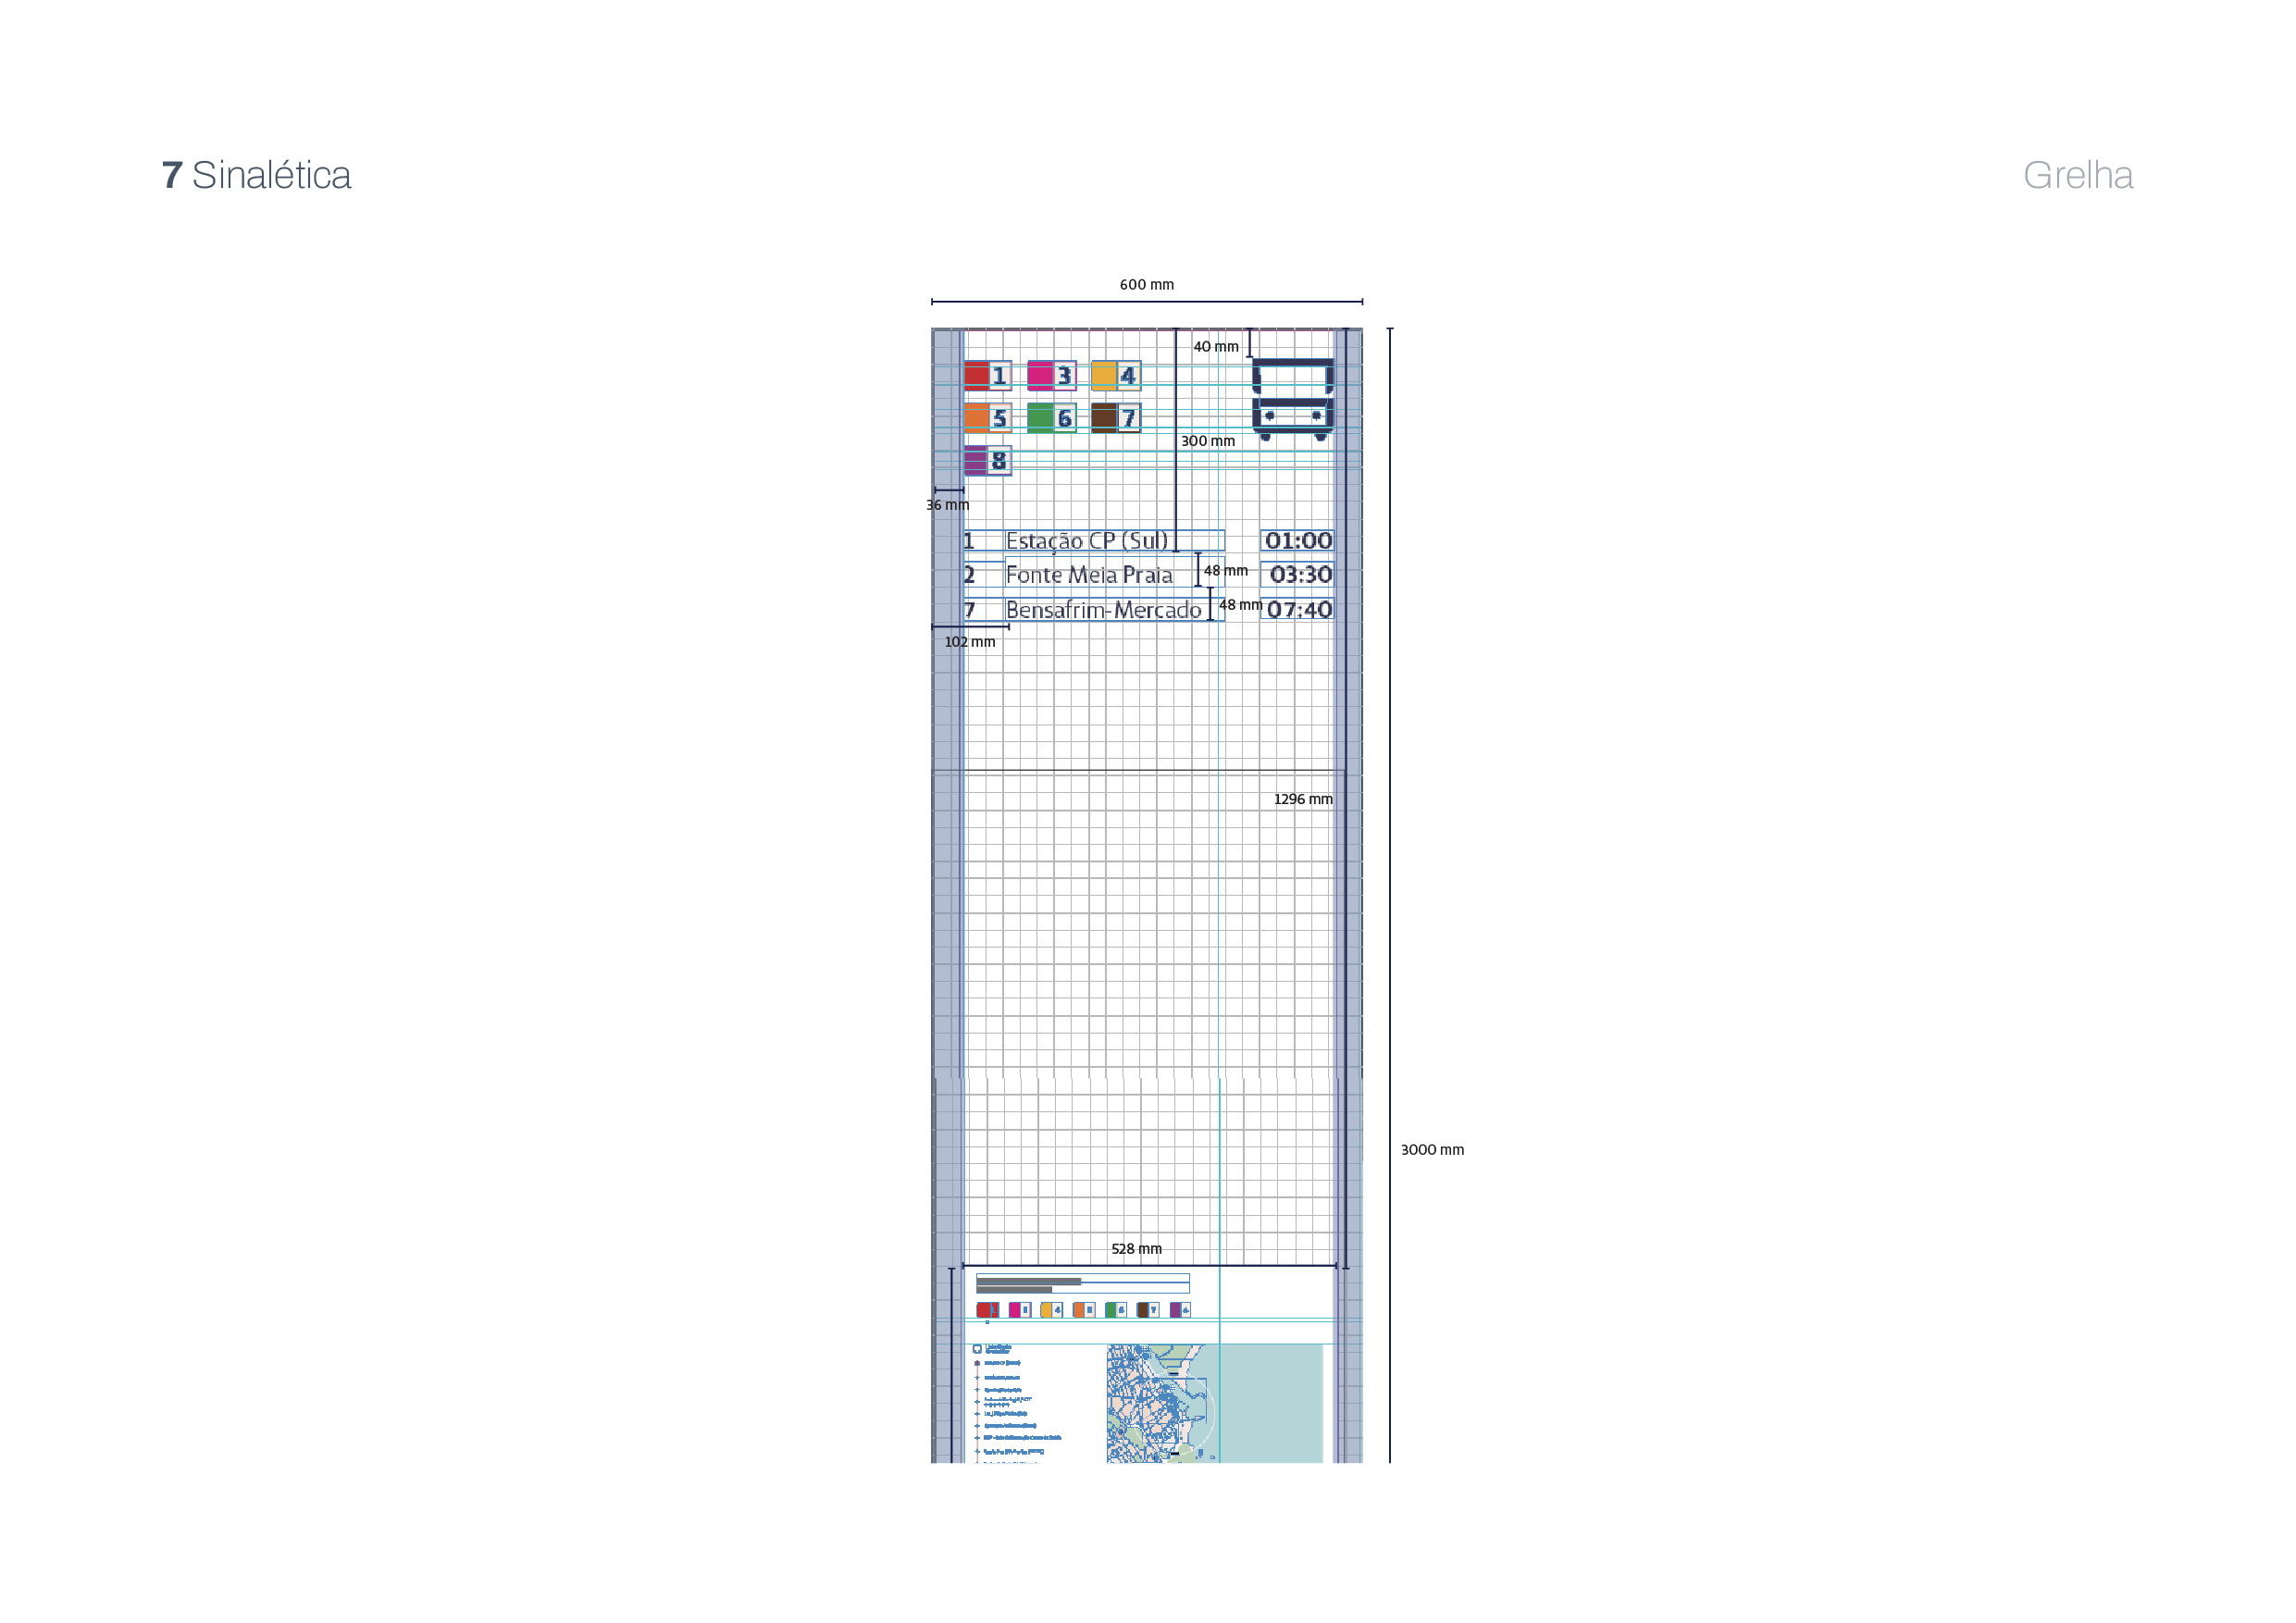 7 Sinalética
Grelha
600 mm
40 mm
1 3 4
5 6 7
300 mm
8
36 mm
1 Estação CP (Sul) 01:00
2 Fonte Meia Praia 03:30
48 mm
7 Bensafrim-Mercado 07:40
48 mm
102 mm
1296 mm
3000 mm
528 mm